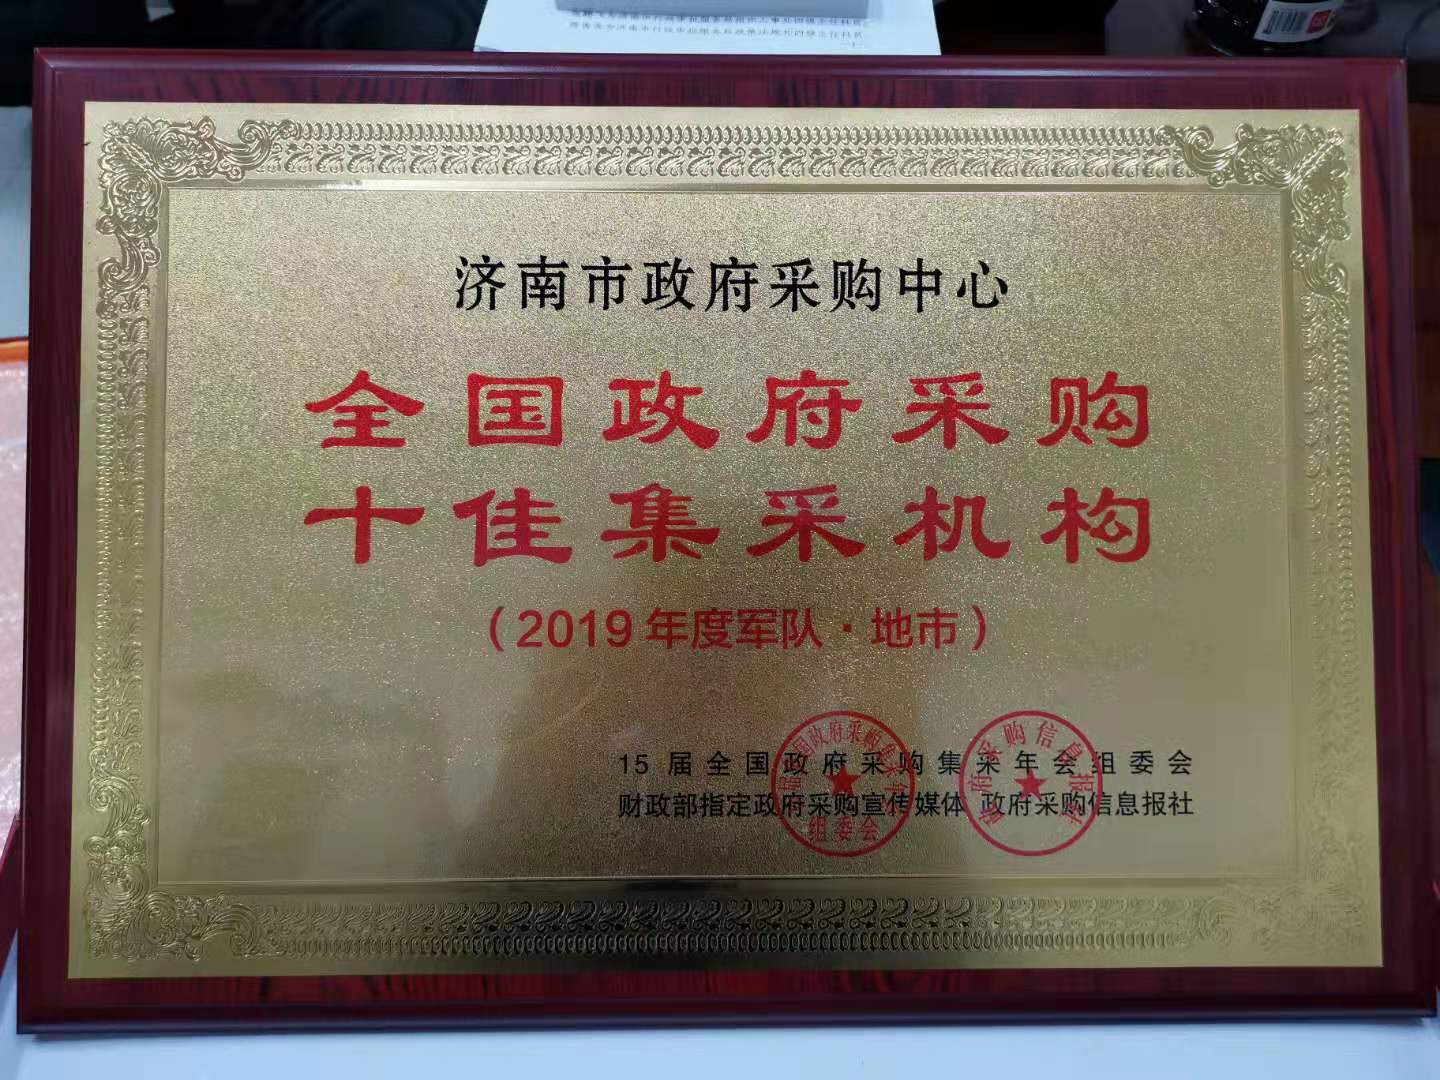 济南市政府采购中心
全国政府采购
十佳集采机构
（2019年度军队·地市）
15届全国政府采购集采年会组委会
财政部指定政府采购宣传媒体 政府采购信息报社
组委会